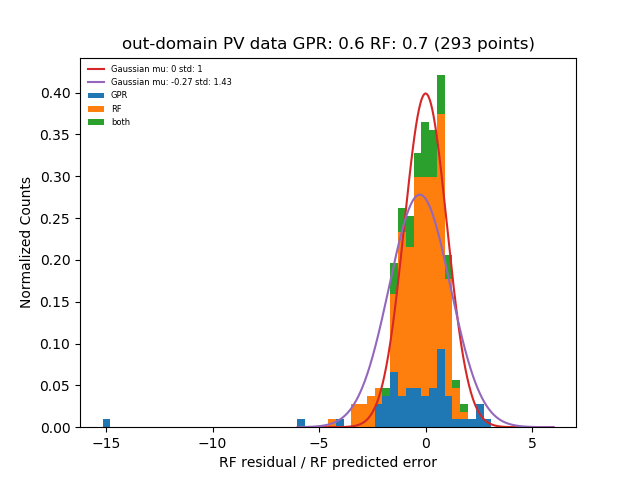 out-domain PV data GPR: 0.6 RF: 0.7 (293 points)
Gaussian mu: 0 std: 1
Gaussian mu: -0.27 std: 1.43
GPR
RF
both
Normalized Counts
0.40
0.35
0.30
0.25
0.20
0.15
0.10
0.05
0.00
−15 −10 −5 0 5
RF residual / RF predicted error